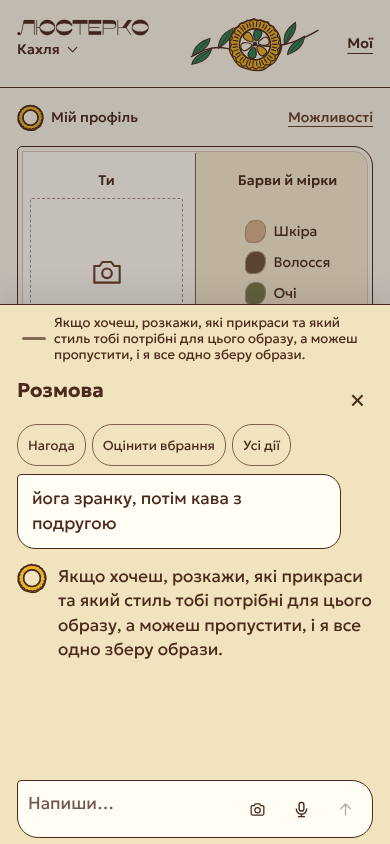 ЛЮСТЕРКО
Кахля
Мої
Мій профіль
Можливості
Ти
Барви й мірки
Шкіра
Волосся
Очі
Якщо хочеш, розкажи, які прикраси та який
стиль тобі потрібні для цього образу, а можеш
пропустити, і я все одно зберу образи.
Розмова
Нагода
Оцінити вбрання
Усі дії
йога зранку, потім кава з
подругою
Якщо хочеш, розкажи, які прикраси
та який стиль тобі потрібні для цього
образу, а можеш пропустити, і я все
одно зберу образи.
Напиши…